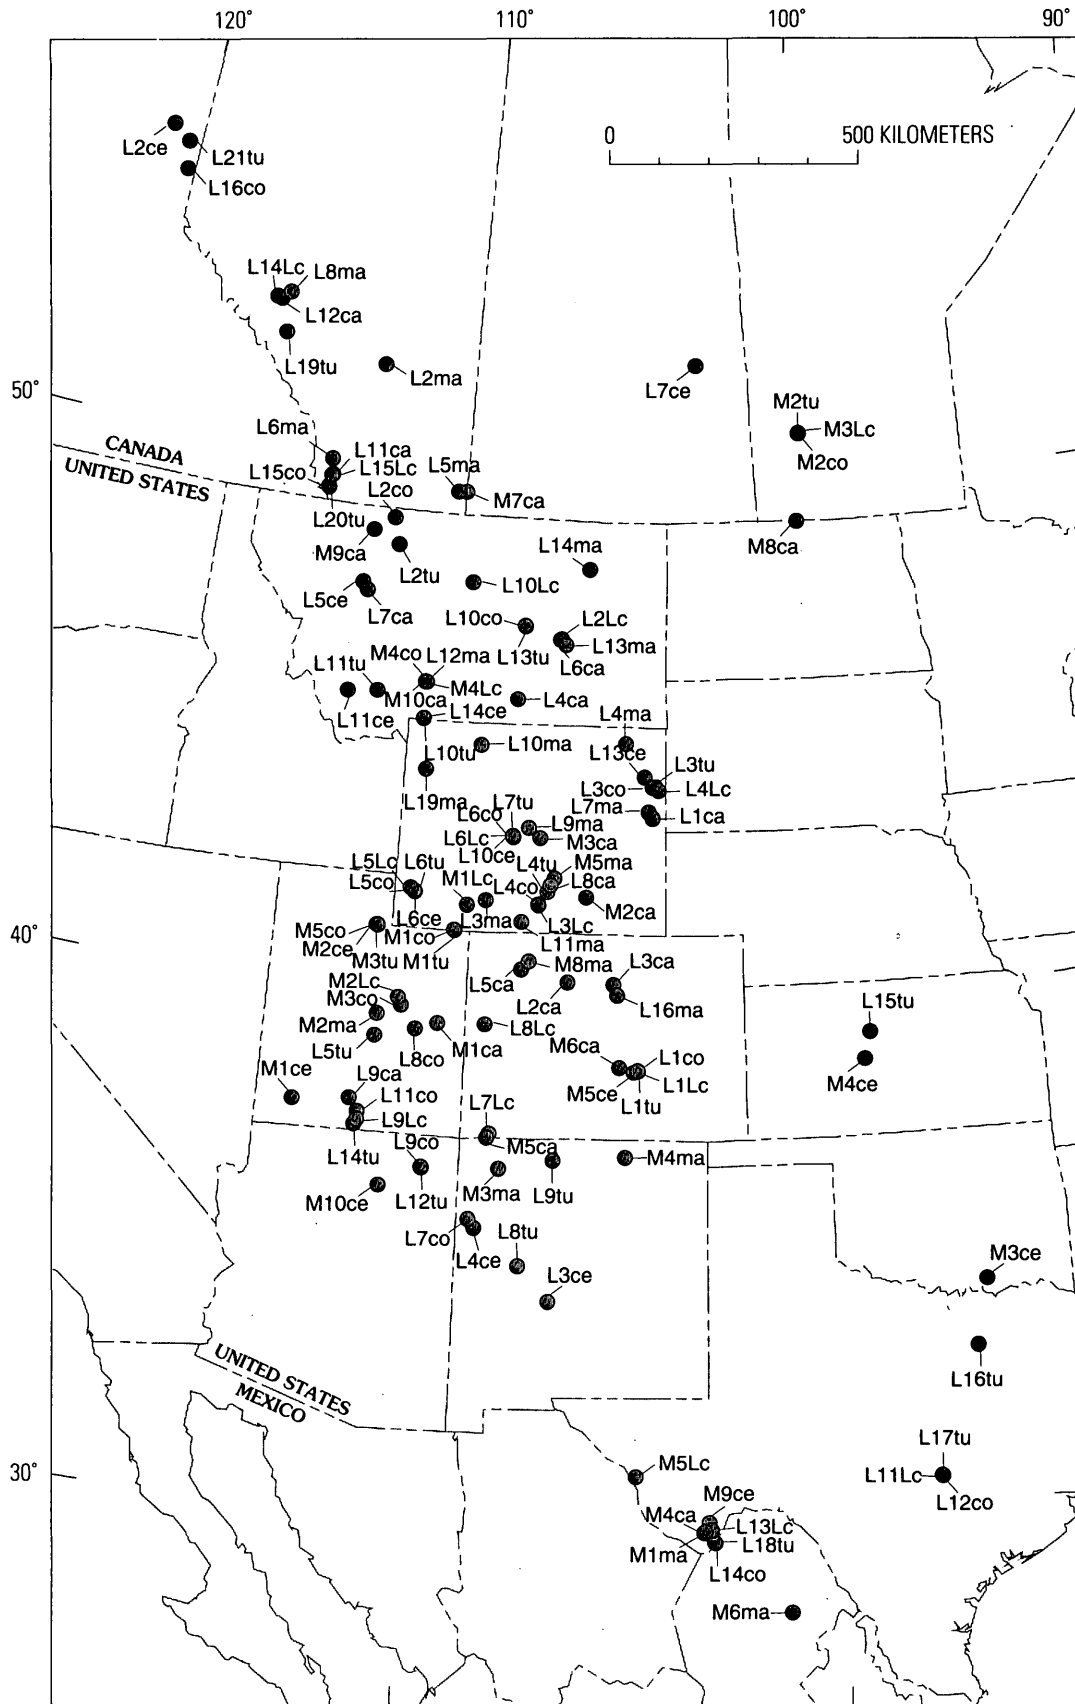 120° 110° 100° 90°
0 500 KILOMETERS
L2ce
L21tu
L16co
L14Lc L8ma
L12ca
L19tu
L2ma
L7ce
50°
M2tu
M3Lc
M2co
L6ma
CANADA
UNITED STATES
L11ca
L15Lc
L15co
L5ma
M7ca
L2co
L20tu
M9ca
M8ca
L14ma
L2tu
L10Lc
L5ce
L7ca
L10co
L2Lc
L13ma
L13tu
L6ca
M4co L12ma
L11tu
M10ca M4Lc
L4ca
L11ce
L14ce
L4ma
L10tu
L10ma
L13ce
L3tu
L3co L4Lc
L19ma
L7tu
L7ma
L1ca
L6co
L9ma
L6Lc M3ca
L10ce
L5Lc L6tu
L4tu M5ma
L5co
M1Lc
L4co L8ca
M2ca
L6ce
L3ma
L3Lc
M5co
M1co
M2ce
M3tu M1tu
L11ma
40°
M8ma
L5ca
L3ca
M2Lc
M3co
L2ca
L16ma
M2ma
L15tu
L5tu
L8co
M1ca
L8Lc
M6ca
L1co
M4ce
M1ce
L9ca
M5ce
L1Lc
L11co
L1tu
L9Lc
L7Lc
L14tu
L9co
M5ca
M4ma
M10ce
L12tu
M3ma
L9tu
L7co
L8tu
L4ce
L3ce
M3ce
L16tu
UNITED STATES
MEXICO
L17tu
30°
M5Lc
L11Lc
L12co
M9ce
M4ca
L13Lc
M1ma
L18tu
L14co
M6ma